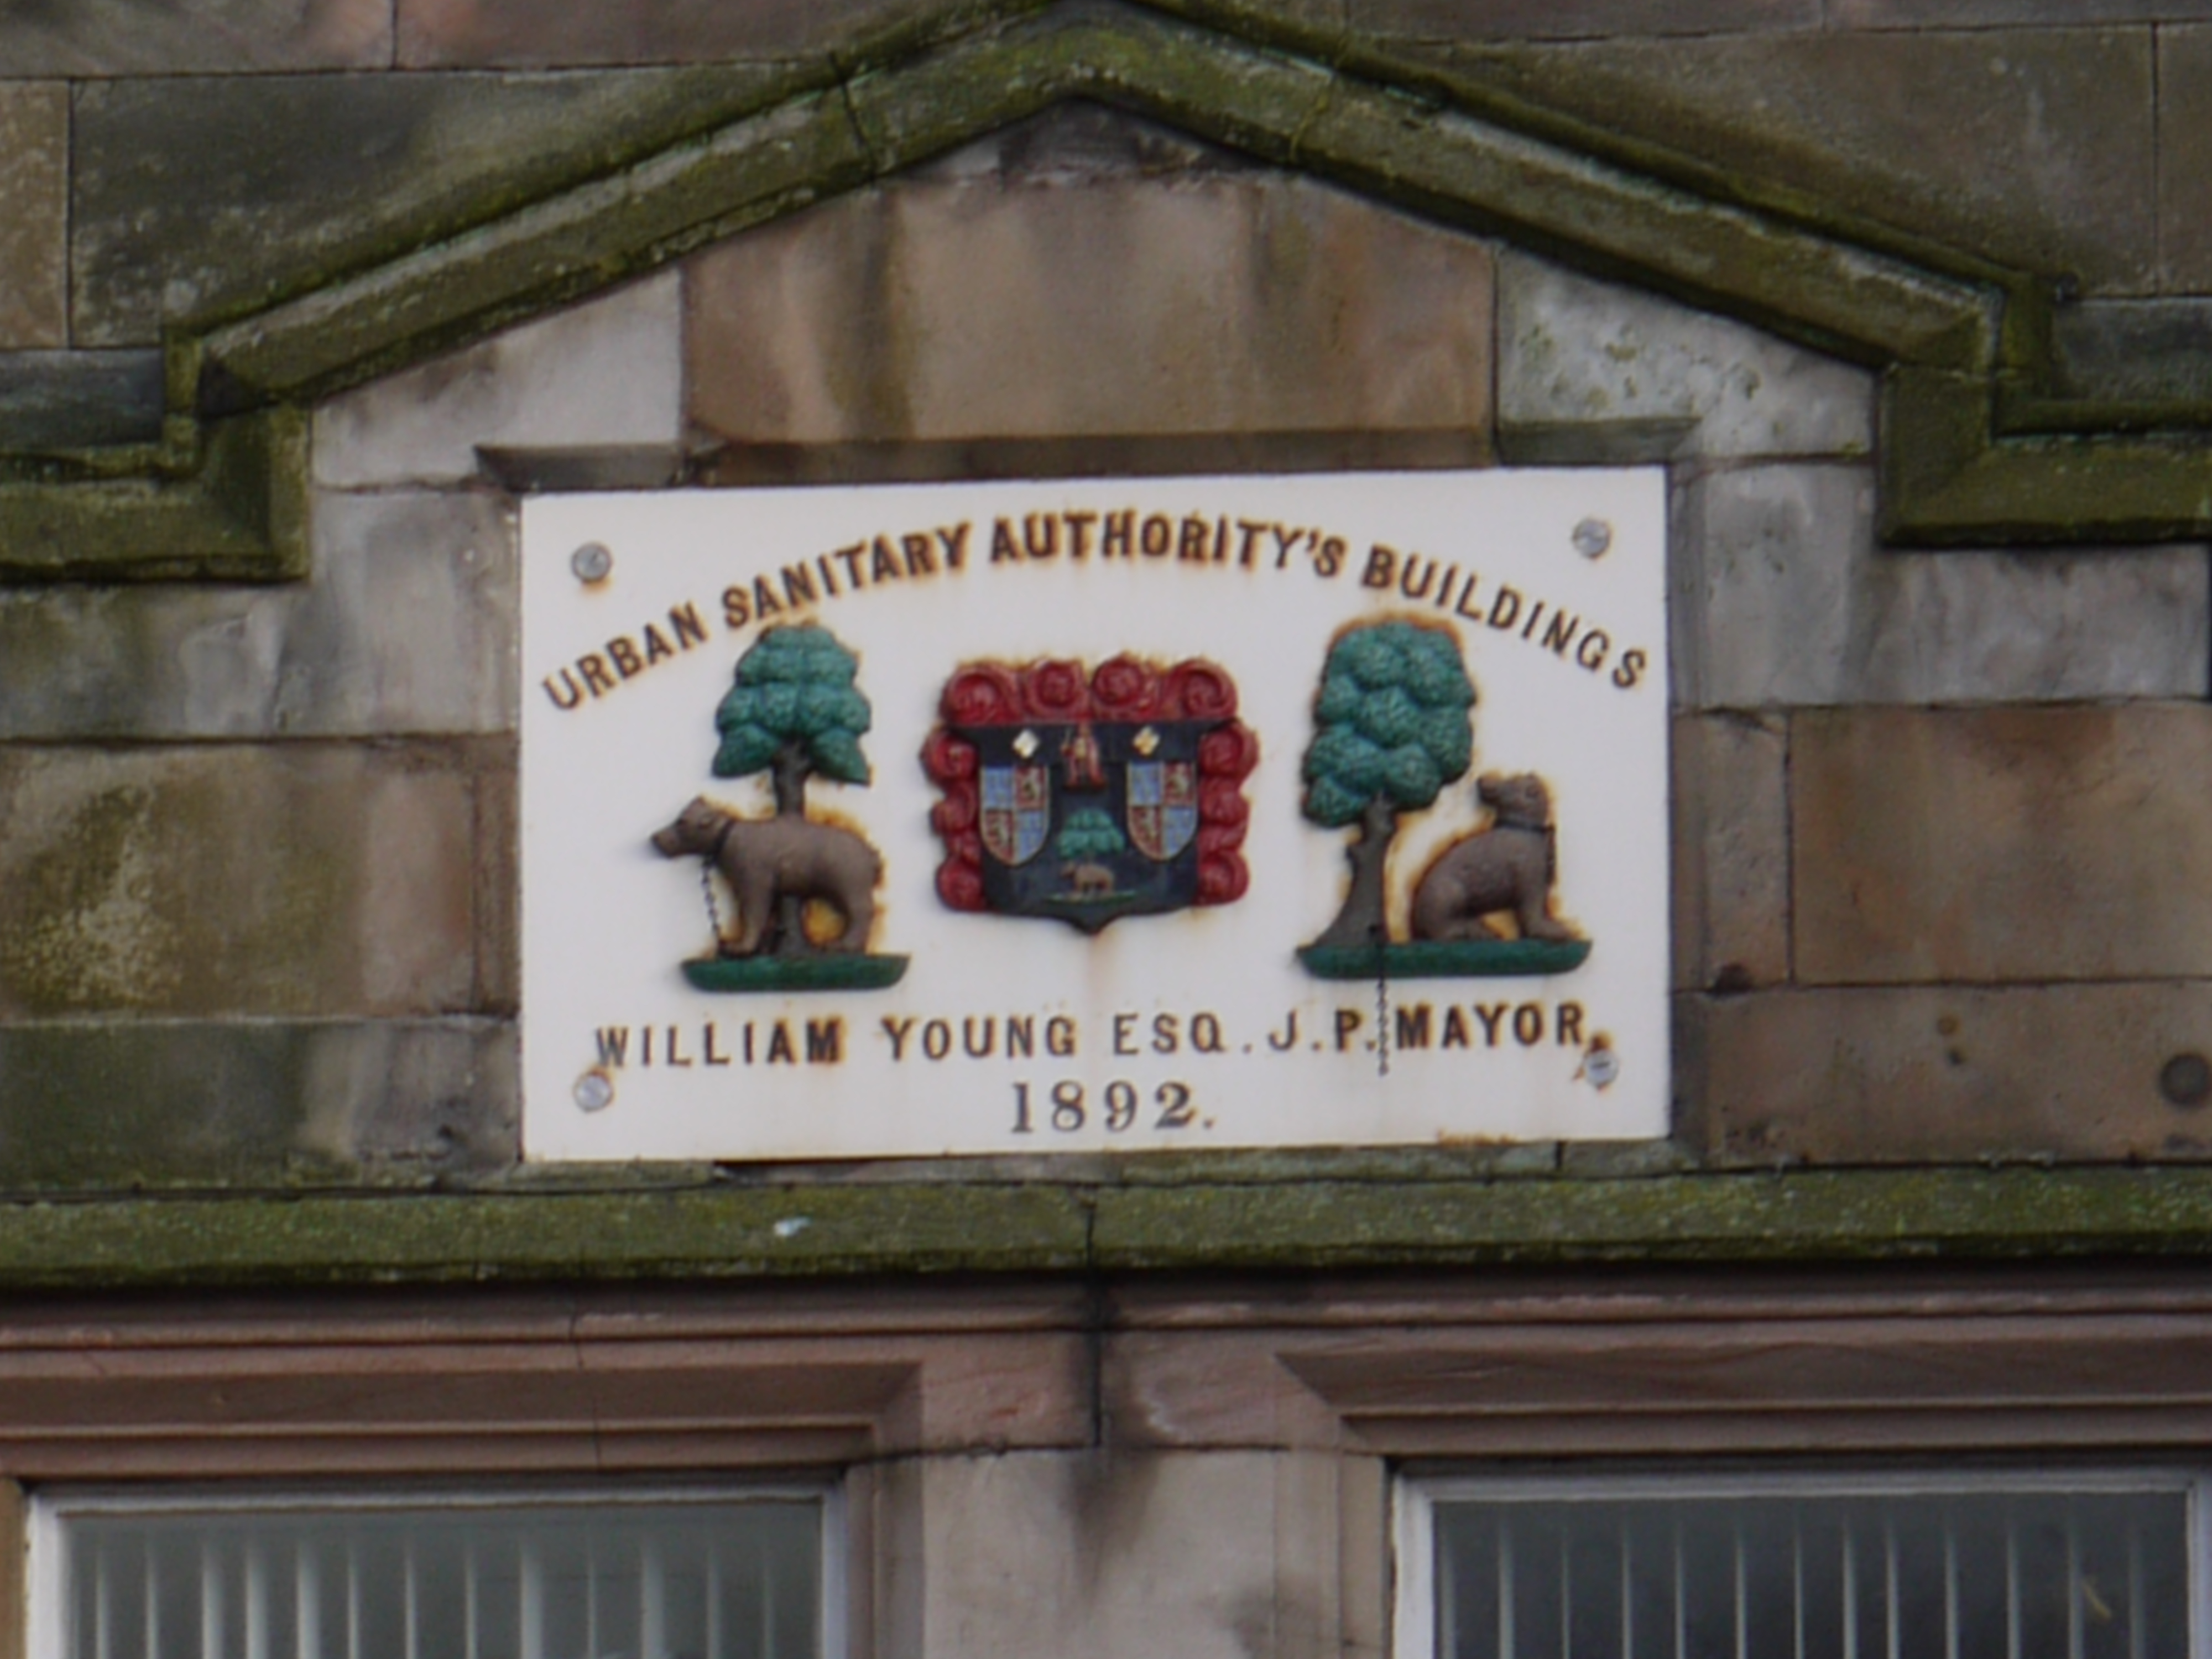 URBAN SANITARY AUTHORITY'S BUILDINGS
WILLIAM YOUNG ESQ. J.P. MAYOR.
1892.